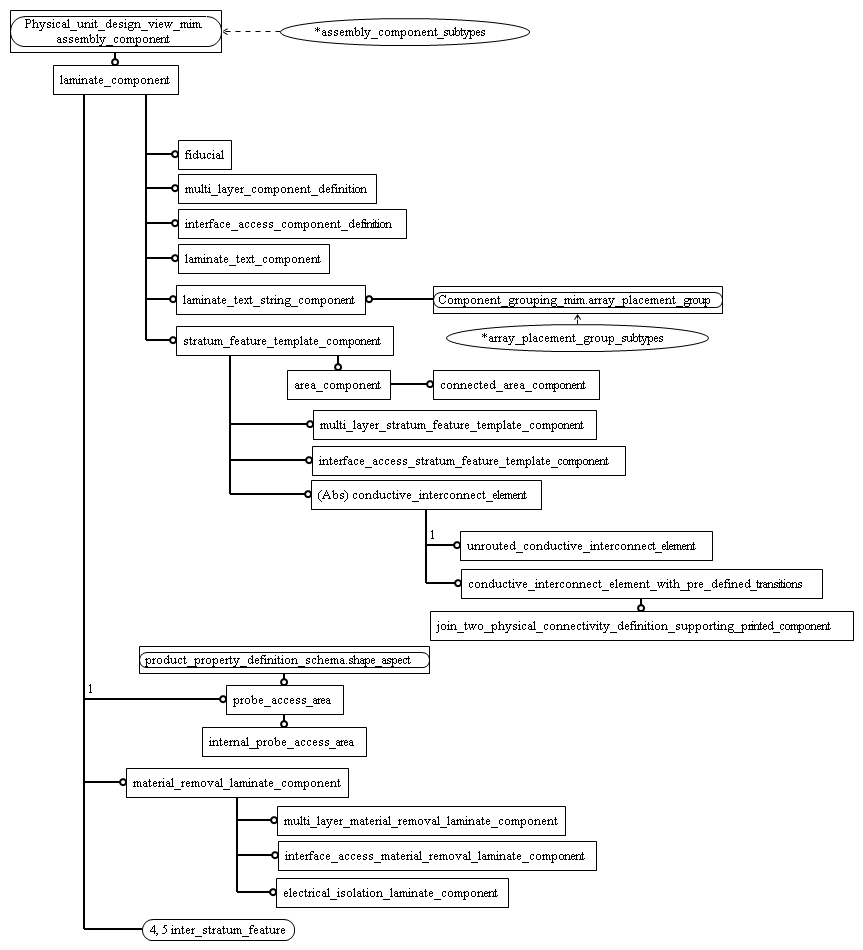 Physical_unit_design_view_mim.
assembly_component
*assembly_component_subtypes
laminate_component
fiducial
multi_layer_component_definition
interface_access_component_definition
laminate_text_component
laminate_text_string_component
Component_grouping_mim.array_placement_group
*array_placement_group_subtypes
stratum_feature_template_component
area_component
connected_area_component
multi_layer_stratum_feature_template_component
interface_access_stratum_feature_template_component
(Abs) conductive_interconnect_element
1
unrouted_conductive_interconnect_element
conductive_interconnect_element_with_pre_defined_transitions
join_two_physical_connectivity_definition_supporting_printed_component
product_property_definition_schema.shape_aspect
1
probe_access_area
internal_probe_access_area
material_removal_laminate_component
multi_layer_material_removal_laminate_component
interface_access_material_removal_laminate_component
electrical_isolation_laminate_component
4, 5 inter_stratum_feature